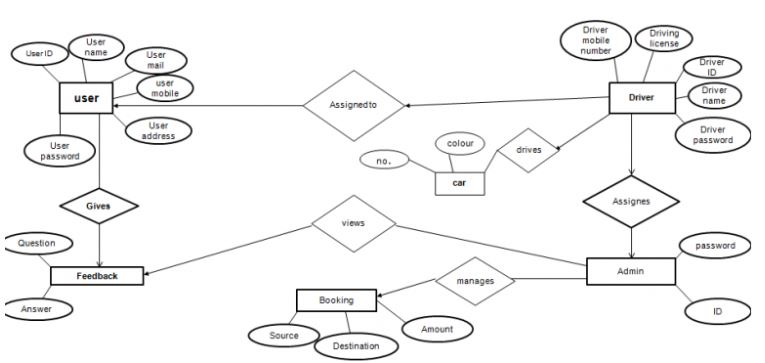 User ID
User
name
User
mail
user
mobile
User
address
User
password
user
Assignedto
Driver
mobile
number
Driving
license
Driver
ID
Driver
name
Driver
password
Driver
colour
no.
car
drives
Gives
views
Assignes
Question
Feedback
Answer
manages
Admin
password
ID
Booking
Source
Destination
Amount